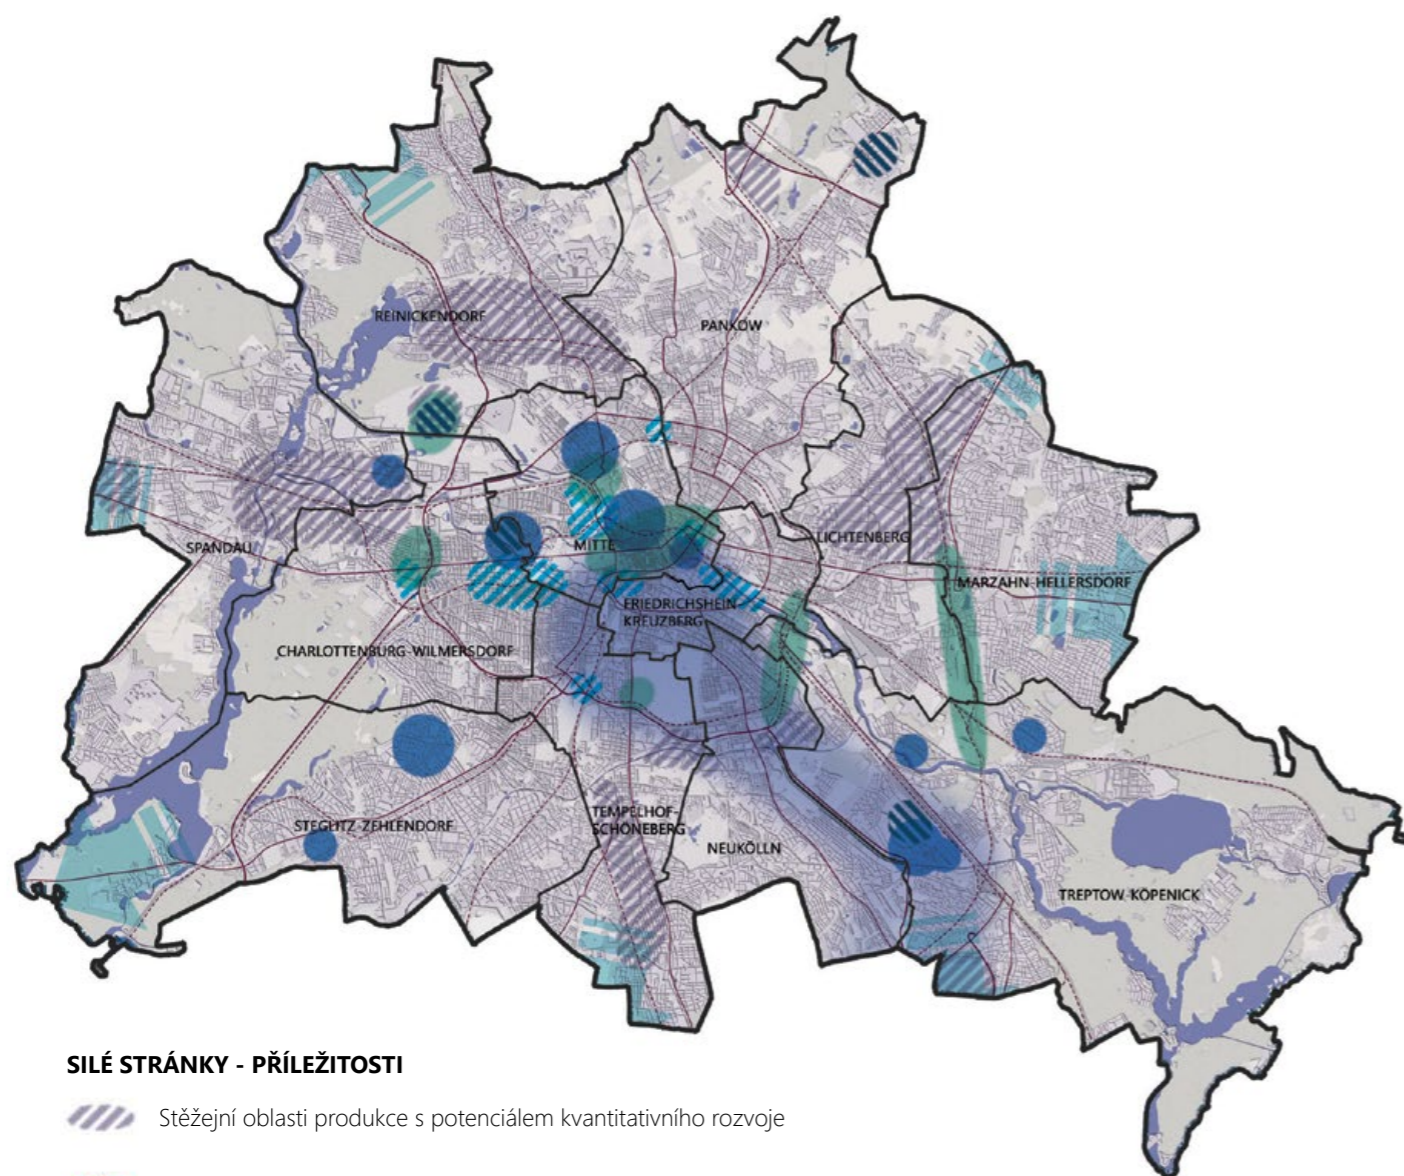 REINICKENDORF
PANKOW
SPANDAU
MITTE
LICHTENBERG
MARZAHN-HELLERSDORF
FRIEDRICHSHEIN
KREUZBERG
CHARLOTTENBURG-WILMERSDORF
STEGLITZ-ZEHLENDORF
TEMPELHOF-
SCHÖNEBERG
NEUKÖLLN
TREPTOW-KÖPENICK
SILÉ STRÁNKY - PŘÍLEŽITOSTI
Stěžejní oblasti produkce s potenciálem kvantitativního rozvoje